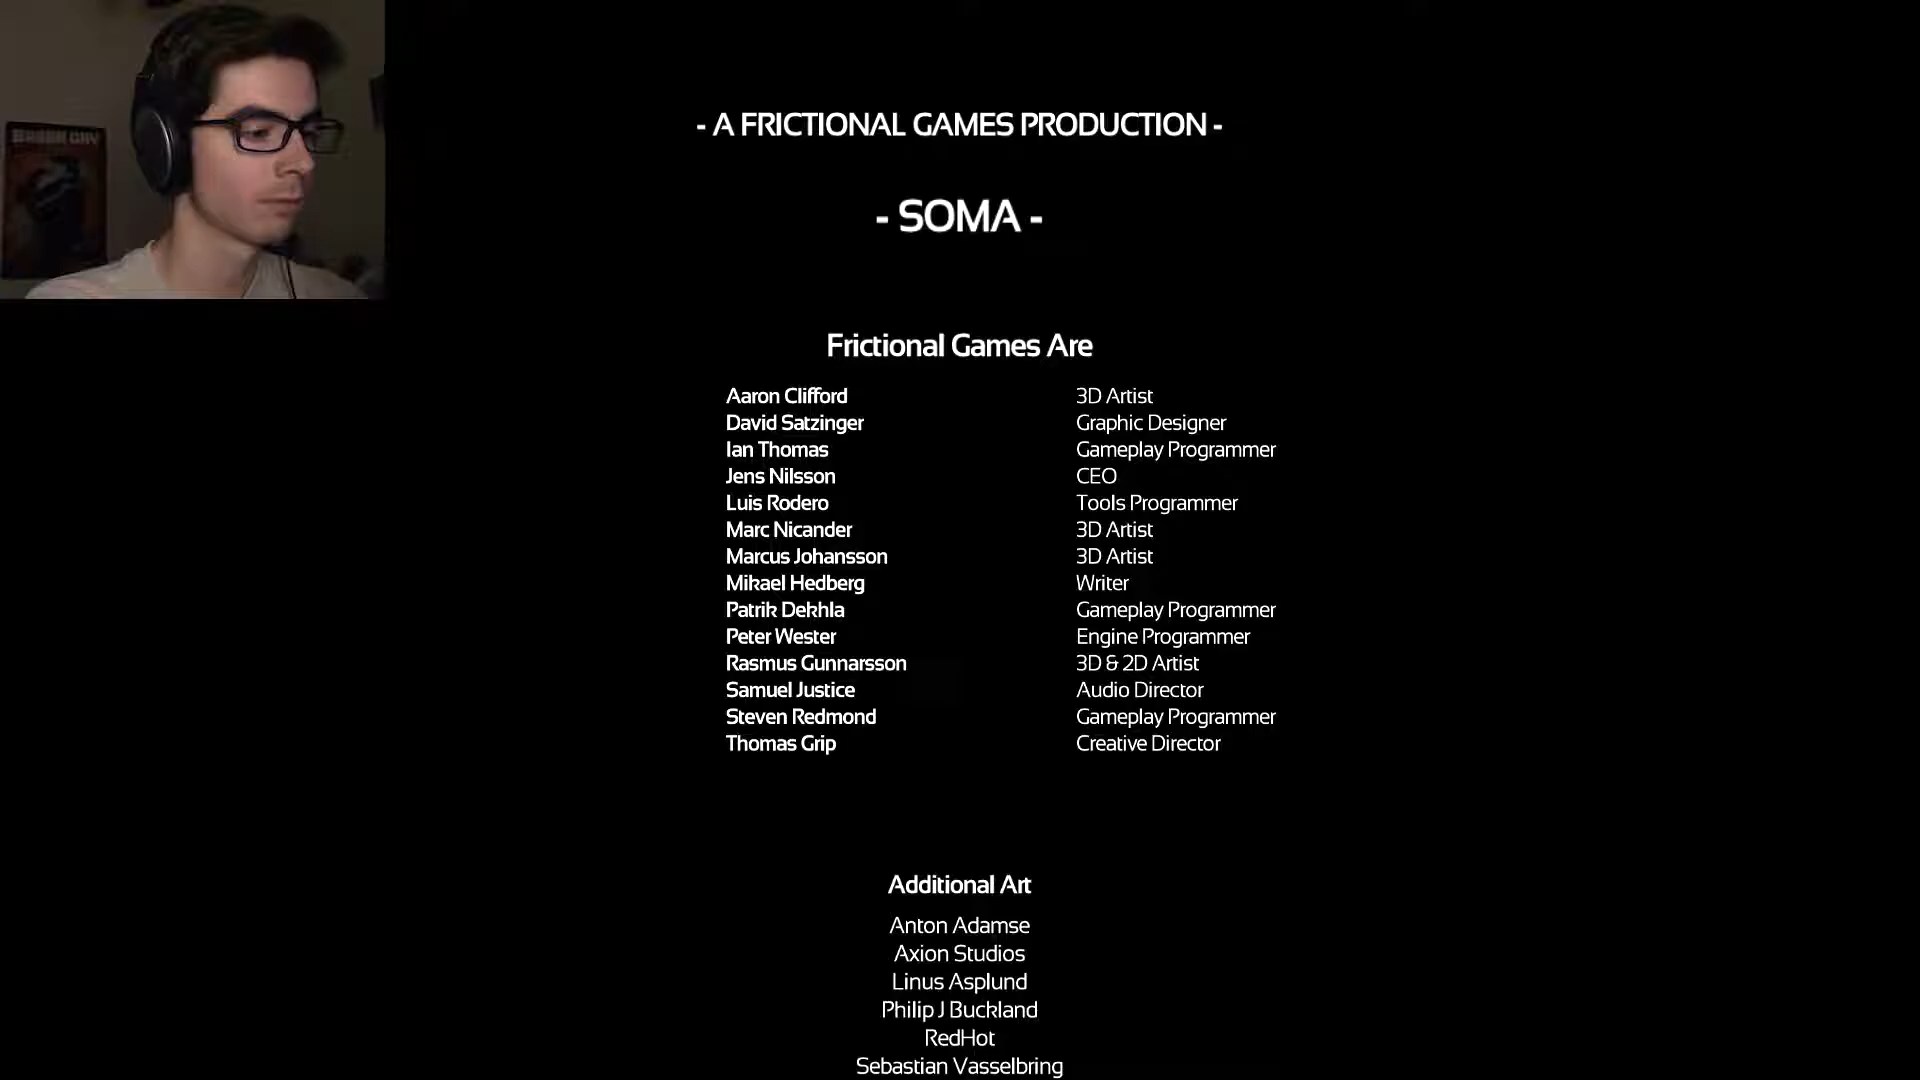 - A FRICTIONAL GAMES PRODUCTION -
- SOMA -
Frictional Games Are
Aaron Clifford 3D Artist
David Satzinger Graphic Designer
Ian Thomas Gameplay Programmer
Jens Nilsson CEO
Luis Rodero Tools Programmer
Marc Nicander 3D Artist
Marcus Johansson 3D Artist
Mikael Hedberg Writer
Patrik Dekhla Gameplay Programmer
Peter Wester Engine Programmer
Rasmus Gunnarsson 3D & 2D Artist
Samuel Justice Audio Director
Steven Redmond Gameplay Programmer
Thomas Grip Creative Director
Additional Art
Anton Adamse
Axion Studios
Linus Asplund
Philip J Buckland
RedHot
Sebastian Vasselbring